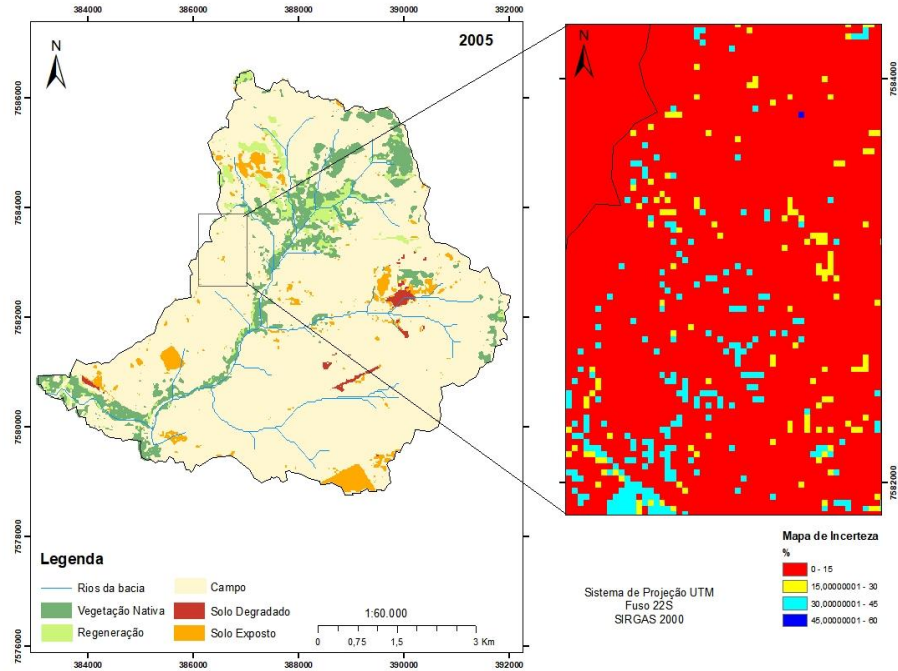 384000 386000 388000 390000 392000
2005
N
N
7586000
7584000
7582000
7580000
7578000
7576000
7584000
7582000
Legenda
Rios da bacia
Vegetação Nativa
Regeneração
Campo
Solo Degradado
Solo Exposto
1:60.000
0 0,75 1,5 3 Km
384000 386000 388000 390000 392000
Sistema de Projeção UTM
Fuso 22S
SIRGAS 2000
Mapa de Incerteza
%
0 - 15
15,00000001 - 30
30,00000001 - 45
45,00000001 - 60